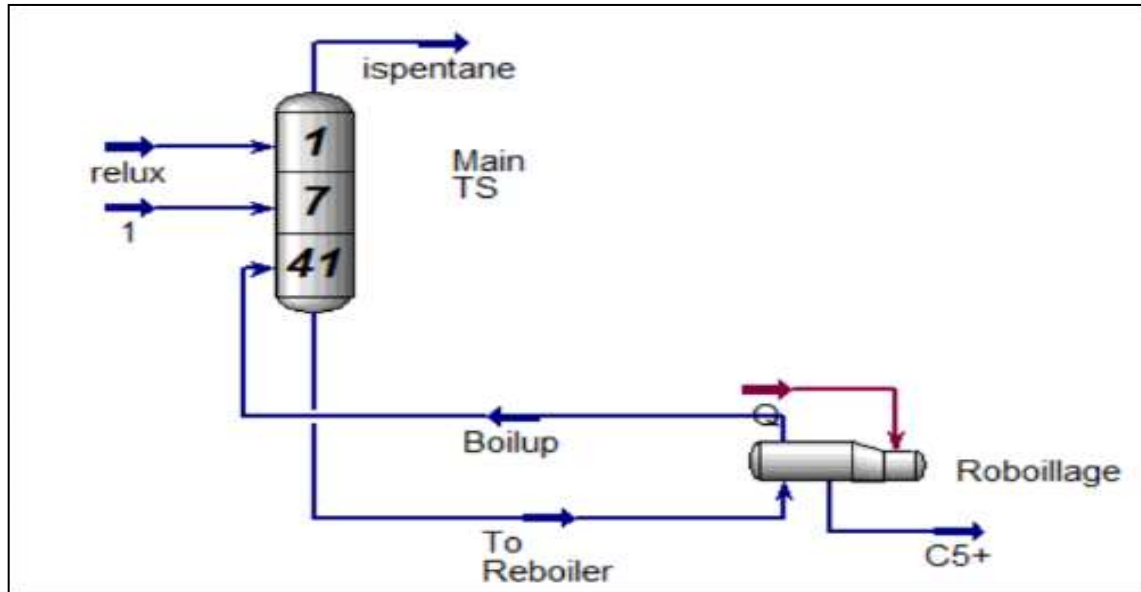 ispentane
1
Main
TS
relux
7
1
41
Boilup
Roboillage
To
Reboiler
C5+